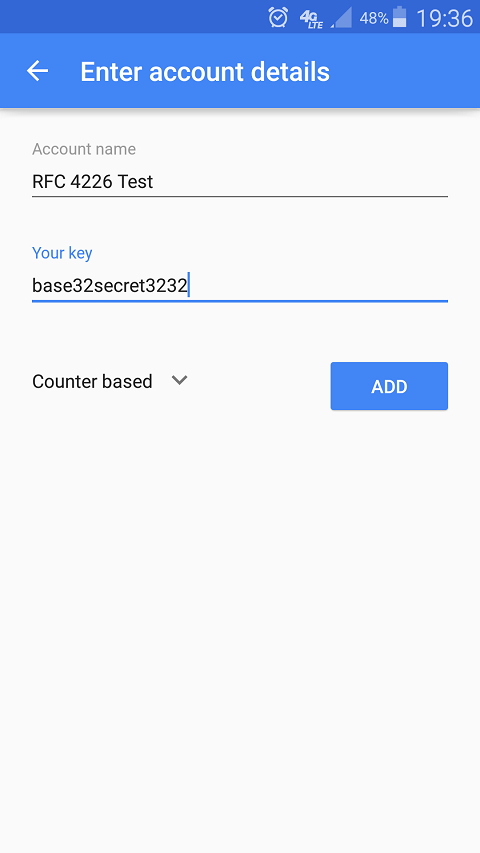 4G LTE 48% 19:36
Enter account details
Account name
RFC 4226 Test
Your key
base32secret3232
Counter based
ADD